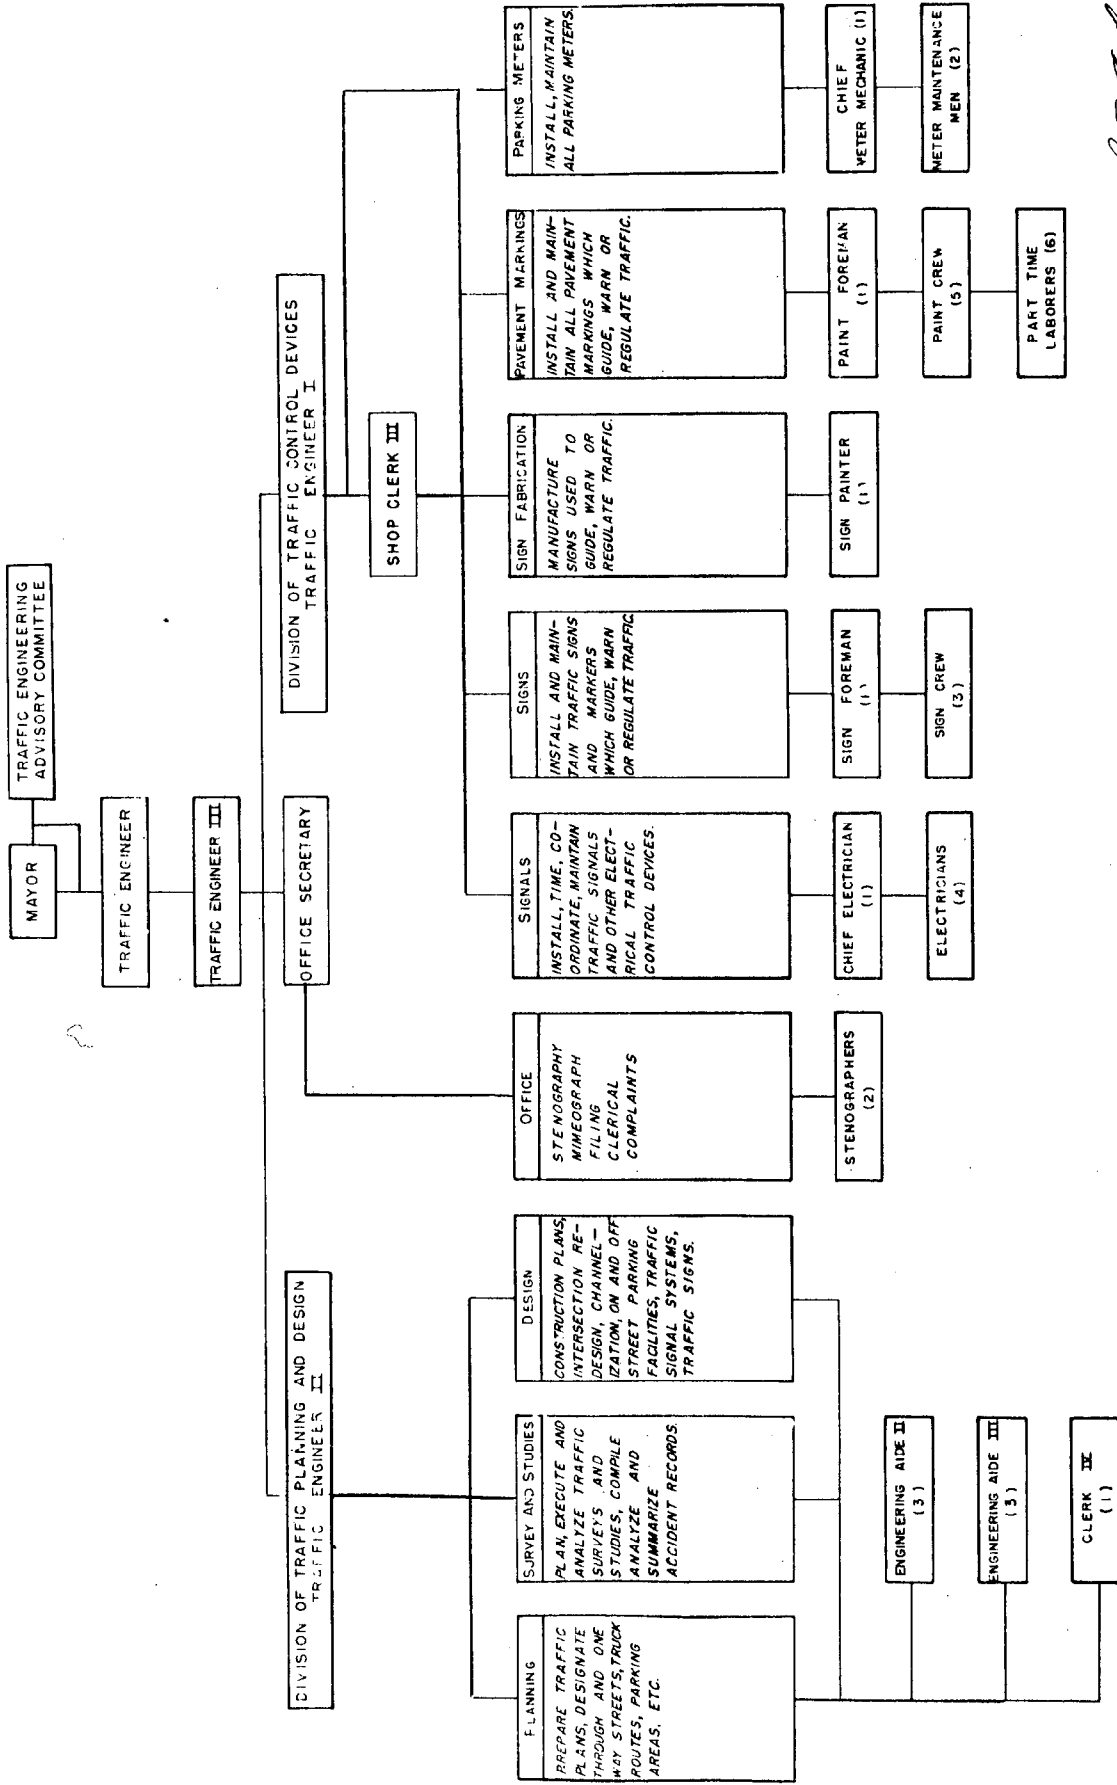 MAYOR
TRAFFIC ENGINEERING
ADVISORY COMMITTEE
TRAFFIC ENGINEER
TRAFFIC ENGINEER III
OFFICE SECRETARY
DIVISION OF TRAFFIC PLANNING AND DESIGN
TRAFFIC ENGINEER II
DIVISION OF TRAFFIC CONTROL DEVICES
TRAFFIC ENGINEER I
SHOP CLERK III
PLANNING
PREPARE TRAFFIC
PLANS, DESIGNATE
THROUGH AND ONE
WAY STREETS, TRUCK
ROUTES, PARKING
AREAS, ETC.
SURVEY AND STUDIES
PLAN, EXECUTE AND
ANALYZE TRAFFIC
SURVEYS AND
STUDIES, COMPILE
ANALYZE AND
SUMMARIZE
ACCIDENT RECORDS.
DESIGN
CONSTRUCTION PLANS,
INTERSECTION RE-
DESIGN, CHANNEL-
IZATION, ON AND OFF
STREET PARKING
FACILITIES, TRAFFIC
SIGNAL SYSTEMS,
TRAFFIC SIGNS.
OFFICE
STENOGRAPHY
MIMEOGRAPH
FILING
CLERICAL
COMPLAINTS
SIGNALS
INSTALL, TIME, CO-
ORDINATE, MAINTAIN
TRAFFIC SIGNALS
AND OTHER ELECT-
RICAL TRAFFIC
CONTROL DEVICES.
SIGNS
INSTALL AND MAIN-
TAIN TRAFFIC SIGNS
AND MARKERS
WHICH GUIDE, WARN
OR REGULATE TRAFFIC.
SIGN FABRICATION
MANUFACTURE
SIGNS USED TO
GUIDE, WARN OR
REGULATE TRAFFIC.
PAVEMENT MARKINGS
INSTALL AND MAIN-
TAIN ALL PAVEMENT
MARKINGS WHICH
GUIDE, WARN OR
REGULATE TRAFFIC.
PARKING METERS
INSTALL, MAINTAIN
ALL PARKING METERS.
ENGINEERING AIDE II
(3)
ENGINEERING AIDE III
(3)
CLERK IV
(1)
STENOGRAPHERS
(2)
CHIEF ELECTRICIAN
(1)
ELECTRICIANS
(4)
SIGN FOREMAN
(1)
SIGN CREW
(3)
SIGN PAINTER
(1)
PAINT FOREMAN
(1)
PAINT CREW
(5)
PART TIME
LABORERS (6)
CHIEF
METER MECHANIC (1)
METER MAINTENANCE
MEN (2)